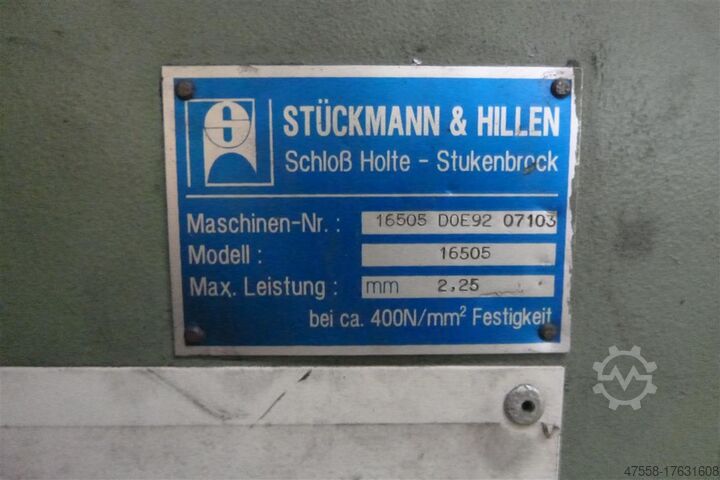 STÜCKMANN & HILLEN
Schloß Holte - Stukenbrock
Maschinen-Nr.: 16505 D0E92 07103
Modell: 16505
Max. Leistung: mm 2,25
bei ca. 400N/mm² Festigkeit
47558-17631608